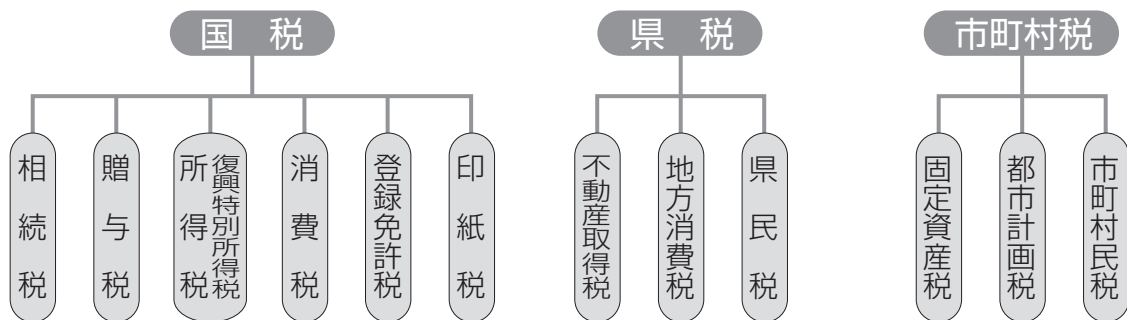 国 税
県 税
市町村税
相続税
贈与税
復興特別所得税
所得税
消費税
登録免許税
印紙税
不動産取得税
地方消費税
県民税
固定資産税
都市計画税
市町村民税